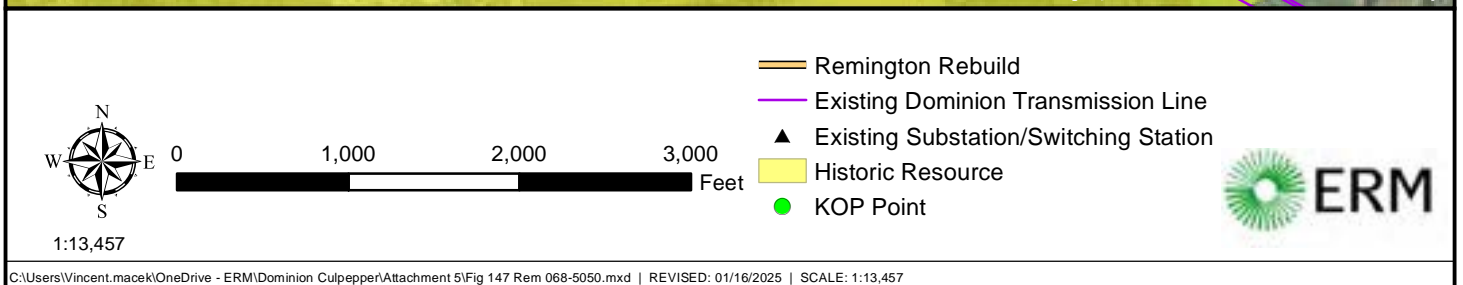 Remington Rebuild
Existing Dominion Transmission Line
Existing Substation/Switching Station
Historic Resource
KOP Point
N
W E
S
0 1,000 2,000 3,000
Feet
1:13,457
ERM
C:\Users\Vincent.macek\OneDrive - ERM\Dominion Culpepper\Attachment 5\Fig 147 Rem 068-5050.mxd | REVISED: 01/16/2025 | SCALE: 1:13,457